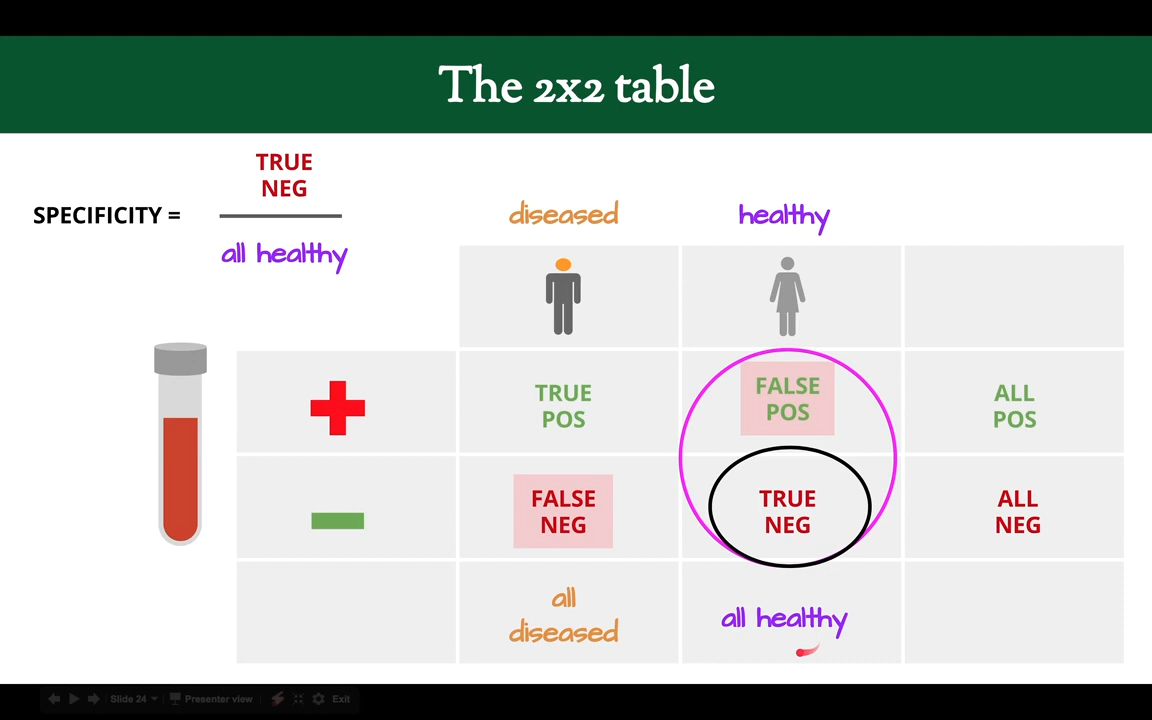 The 2x2 table
TRUE
NEG
SPECIFICITY =
all healthy
diseased
healthy
TRUE
POS
FALSE
POS
ALL
POS
FALSE
NEG
TRUE
NEG
ALL
NEG
all
diseased
all healthy
Slide 24
Presenter view
Exit